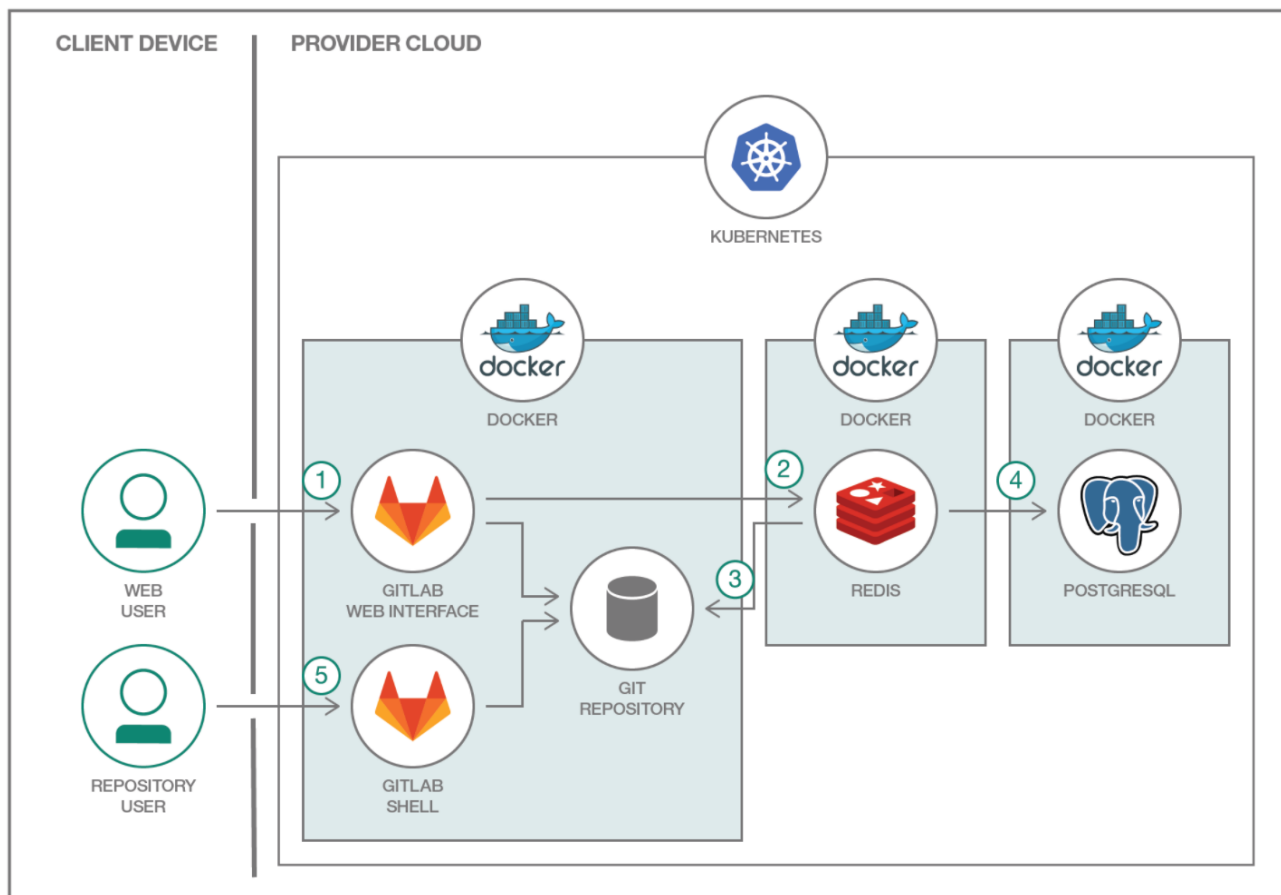 CLIENT DEVICE
PROVIDER CLOUD
KUBERNETES
docker
DOCKER
docker
DOCKER
docker
DOCKER
1
2
4
WEB
USER
GITLAB
WEB INTERFACE
3
REDIS
POSTGRESQL
5
GIT
REPOSITORY
REPOSITORY
USER
GITLAB
SHELL